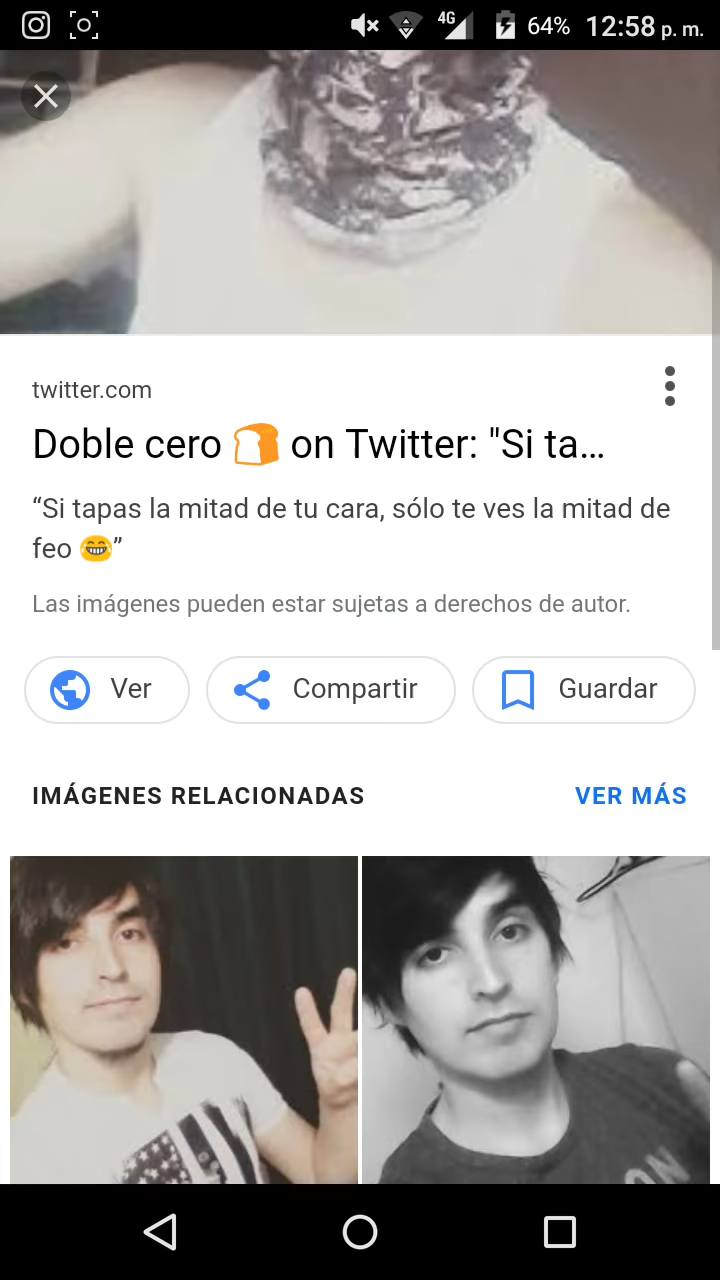 4G 64% 12:58 p. m.
twitter.com
Doble cero 🍞 on Twitter: "Si ta...
“Si tapas la mitad de tu cara, sólo te ves la mitad de
feo 😂”
Las imágenes pueden estar sujetas a derechos de autor.
Ver Compartir Guardar
IMÁGENES RELACIONADAS VER MÁS
ON